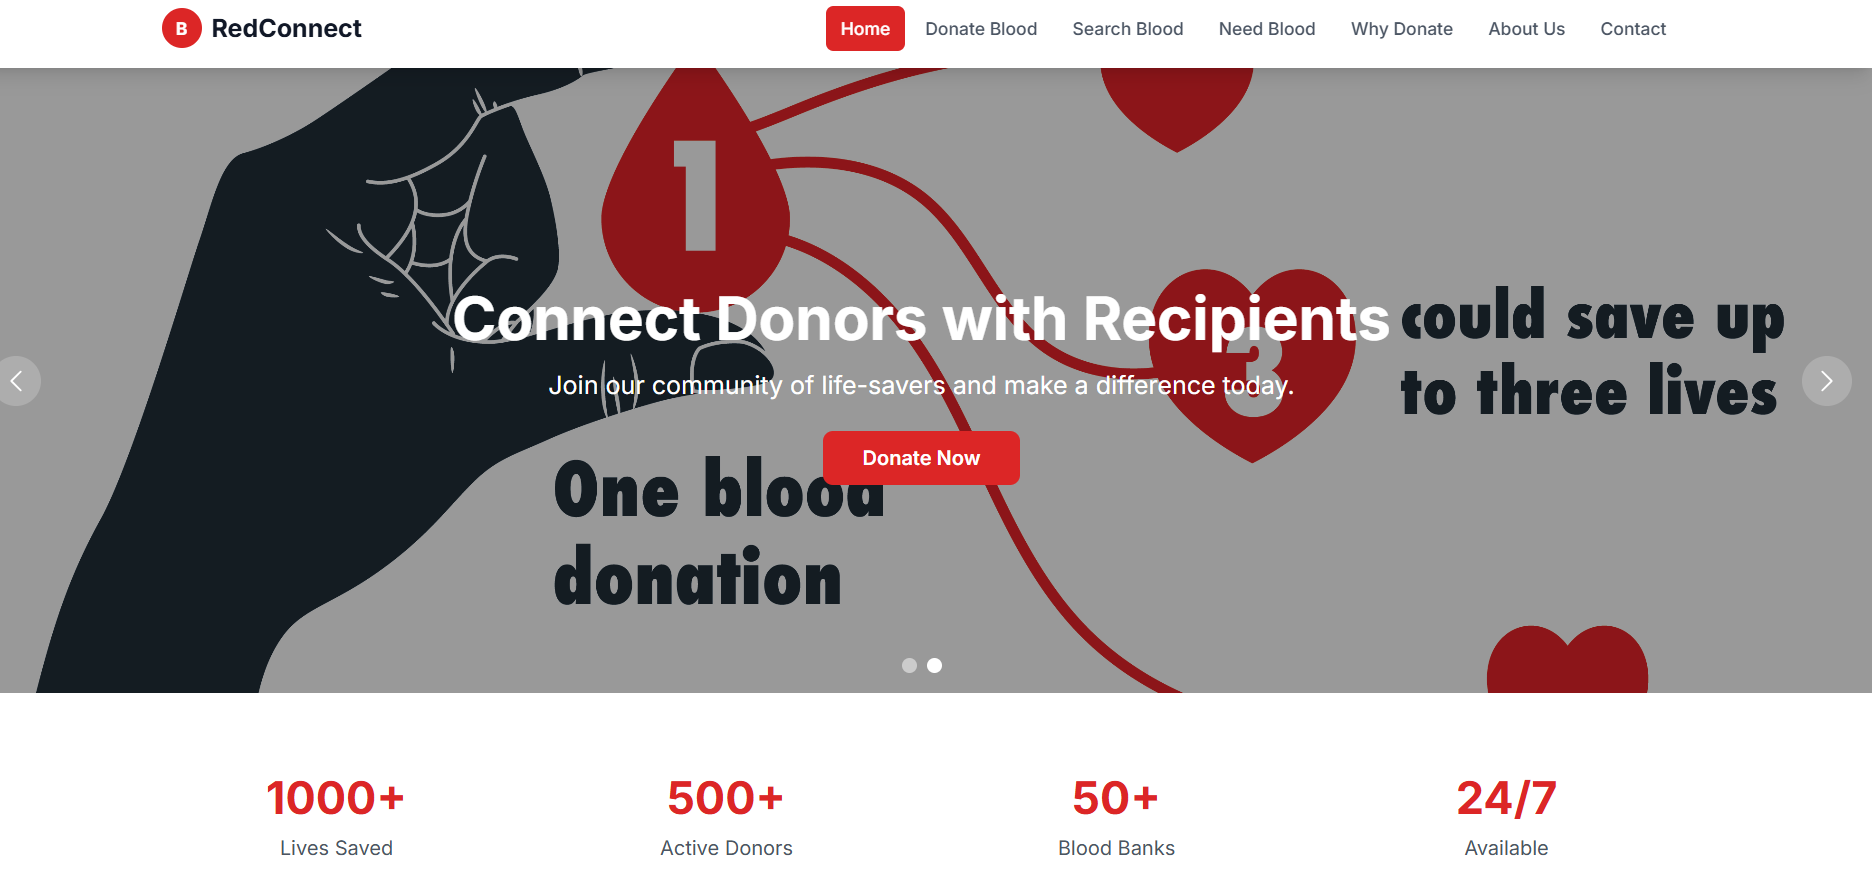 B RedConnect
Home Donate Blood Search Blood Need Blood Why Donate About Us Contact
1
Connect Donors with Recipients
could save up
3
to three lives
Join our community of life-savers and make a difference today.
Donate Now
One blood
donation
1000+ 500+ 50+ 24/7
Lives Saved Active Donors Blood Banks Available